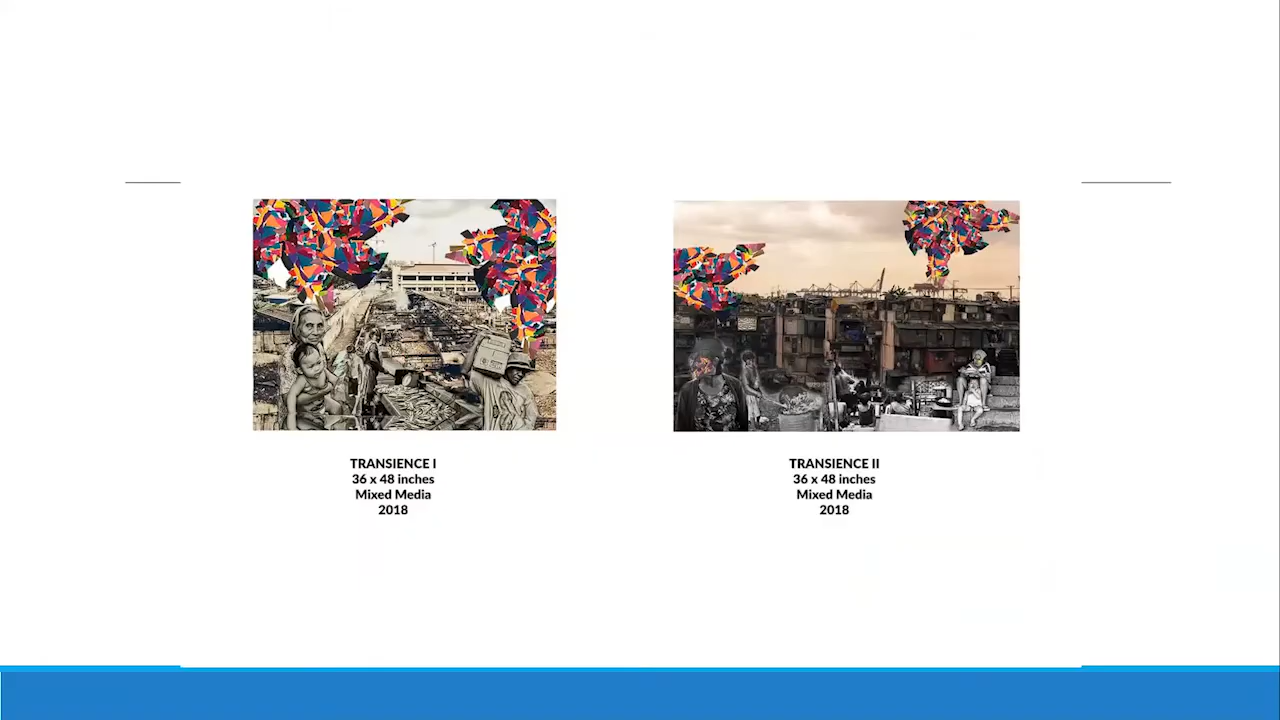 TRANSIENCE I
36 x 48 inches
Mixed Media
2018
TRANSIENCE II
36 x 48 inches
Mixed Media
2018